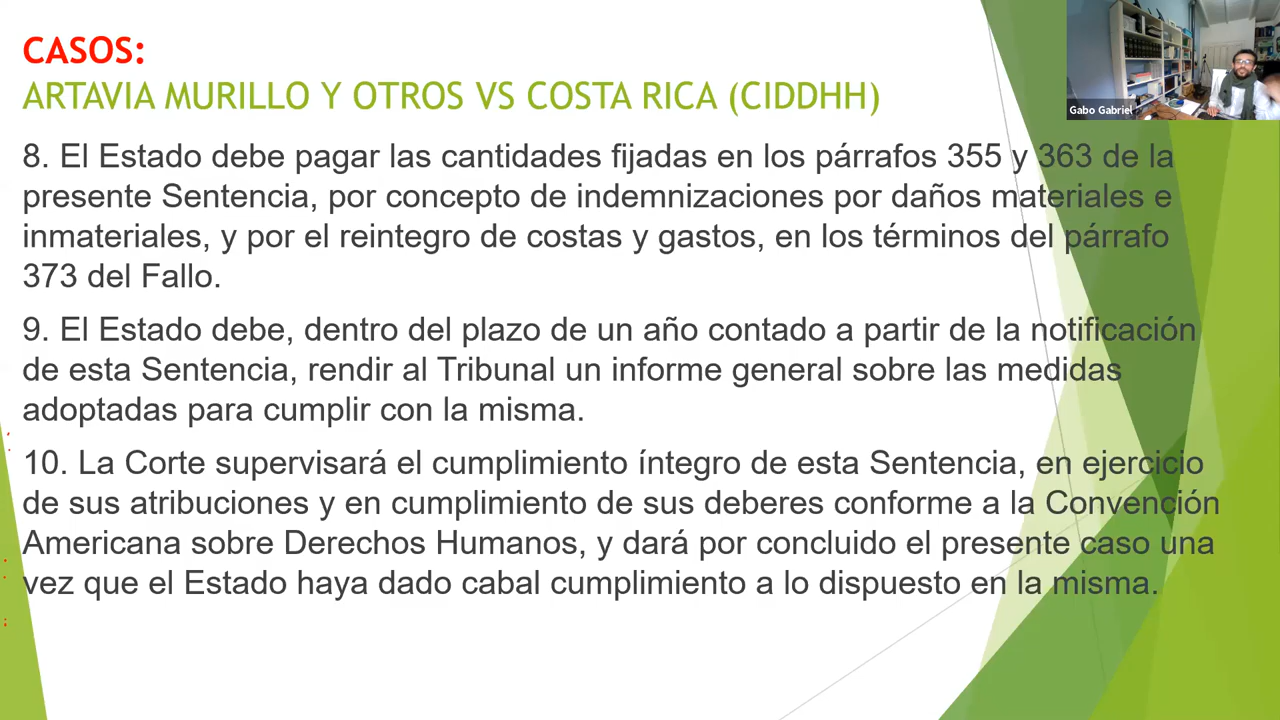 CASOS:
ARTAVIA MURILLO Y OTROS VS COSTA RICA (CIDDHH)
Gabo Gabriel
8. El Estado debe pagar las cantidades fijadas en los párrafos 355 y 363 de la
presente Sentencia, por concepto de indemnizaciones por daños materiales e
inmateriales, y por el reintegro de costas y gastos, en los términos del párrafo
373 del Fallo.
9. El Estado debe, dentro del plazo de un año contado a partir de la notificación
de esta Sentencia, rendir al Tribunal un informe general sobre las medidas
adoptadas para cumplir con la misma.
10. La Corte supervisará el cumplimiento íntegro de esta Sentencia, en ejercicio
de sus atribuciones y en cumplimiento de sus deberes conforme a la Convención
Americana sobre Derechos Humanos, y dará por concluido el presente caso una
vez que el Estado haya dado cabal cumplimiento a lo dispuesto en la misma.